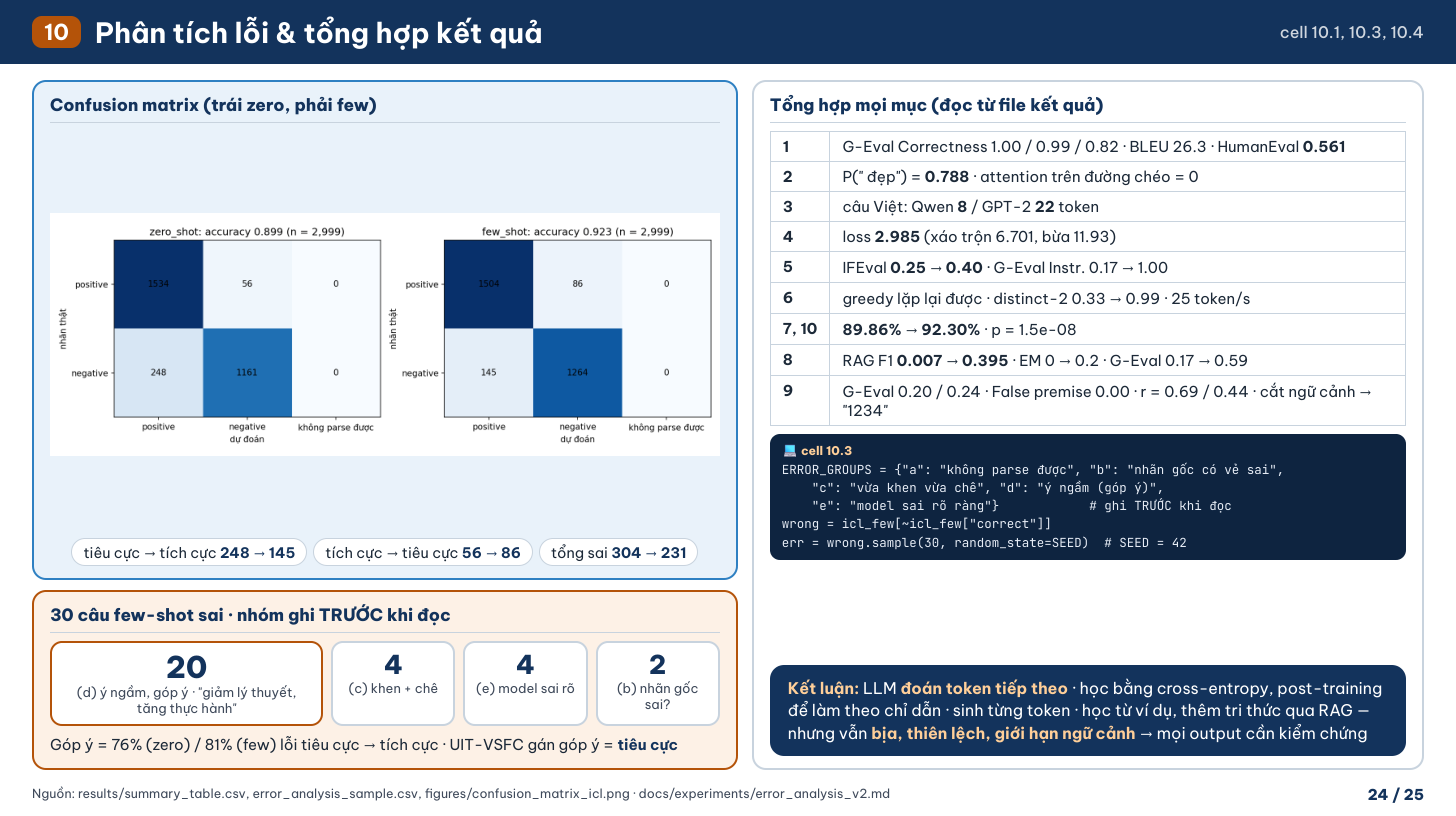 10 Phân tích lỗi & tổng hợp kết quả
cell 10.1, 10.3, 10.4
Confusion matrix (trái zero, phải few)
zero_shot: accuracy 0.899 (n = 2,999)
nhãn thật
positive 1534 56 0
negative 248 1161 0
positive negative không parse được
dự đoán
few_shot: accuracy 0.923 (n = 2,999)
nhãn thật
positive 1504 86 0
negative 145 1264 0
positive negative không parse được
dự đoán
tiêu cực → tích cực 248 → 145
tích cực → tiêu cực 56 → 86
tổng sai 304 → 231
30 câu few-shot sai · nhóm ghi TRƯỚC khi đọc
20
(d) ý ngầm, góp ý · "giảm lý thuyết,
tăng thực hành"
4
(c) khen + chê
4
(e) model sai rõ
2
(b) nhãn gốc
sai?
Góp ý = 76% (zero) / 81% (few) lỗi tiêu cực → tích cực · UIT-VSFC gán góp ý = tiêu cực
Tổng hợp mọi mục (đọc từ file kết quả)
1 G-Eval Correctness 1.00 / 0.99 / 0.82 · BLEU 26.3 · HumanEval 0.561
2 P(" đẹp") = 0.788 · attention trên đường chéo = 0
3 câu Việt: Qwen 8 / GPT-2 22 token
4 loss 2.985 (xáo trộn 6.701, bừa 11.93)
5 IFEval 0.25 → 0.40 · G-Eval Instr. 0.17 → 1.00
6 greedy lặp lại được · distinct-2 0.33 → 0.99 · 25 token/s
7, 10 89.86% → 92.30% · p = 1.5e-08
8 RAG F1 0.007 → 0.395 · EM 0 → 0.2 · G-Eval 0.17 → 0.59
9 G-Eval 0.20 / 0.24 · False premise 0.00 · r = 0.69 / 0.44 · cắt ngữ cảnh →
"1234"
💻 cell 10.3
ERROR_GROUPS = {"a": "không parse được", "b": "nhãn gốc có vẻ sai",
"c": "vừa khen vừa chê", "d": "ý ngầm (góp ý)",
"e": "model sai rõ ràng"} # ghi TRƯỚC khi đọc
wrong = icl_few[~icl_few["correct"]]
err = wrong.sample(30, random_state=SEED) # SEED = 42
Kết luận: LLM đoán token tiếp theo · học bằng cross-entropy, post-training
để làm theo chỉ dẫn · sinh từng token · học từ ví dụ, thêm tri thức qua RAG —
nhưng vẫn bịa, thiên lệch, giới hạn ngữ cảnh → mọi output cần kiểm chứng
Nguồn: results/summary_table.csv, error_analysis_sample.csv, figures/confusion_matrix_icl.png · docs/experiments/error_analysis_v2.md
24 / 25